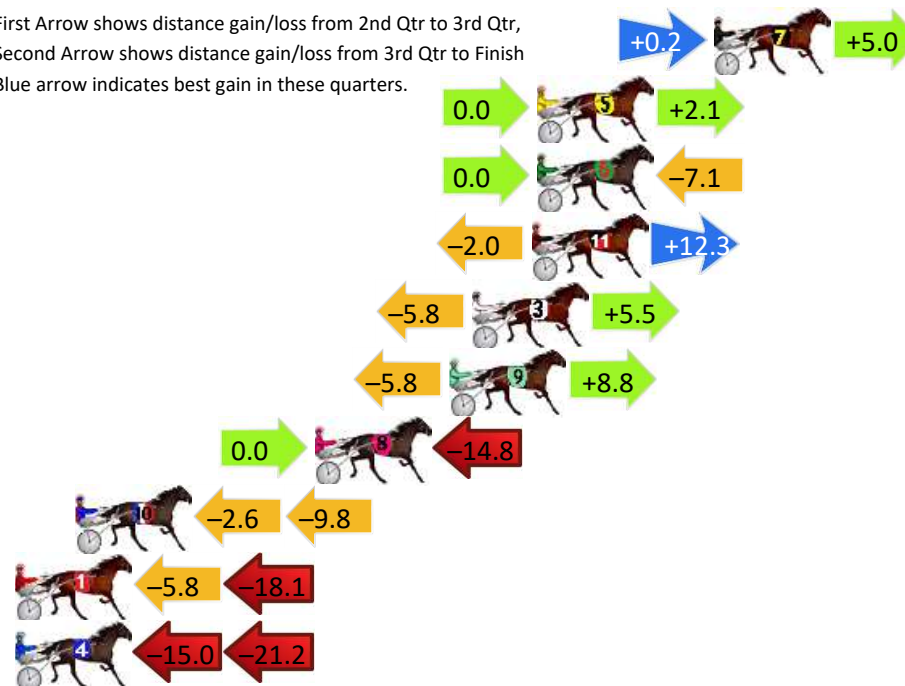 First Arrow shows distance gain/loss from 2nd Qtr to 3rd Qtr,
Second Arrow shows distance gain/loss from 3rd Qtr to Finish
Blue arrow indicates best gain in these quarters.
+0.2 7 +5.0
0.0 5 +2.1
0.0 6 –7.1
–2.0 11 +12.3
–5.8 3 +5.5
–5.8 9 +8.8
0.0 8 –14.8
10 –2.6 –9.8
1 –5.8 –18.1
4 –15.0 –21.2